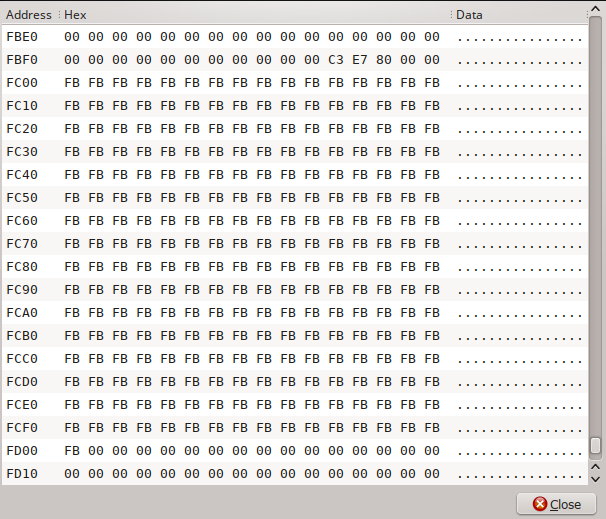 Address Hex Data
FBE0 00 00 00 00 00 00 00 00 00 00 00 00 00 00 00 00 ................
FBF0 00 00 00 00 00 00 00 00 00 00 00 C3 E7 80 00 00 ................
FC00 FB FB FB FB FB FB FB FB FB FB FB FB FB FB FB FB ................
FC10 FB FB FB FB FB FB FB FB FB FB FB FB FB FB FB FB ................
FC20 FB FB FB FB FB FB FB FB FB FB FB FB FB FB FB FB ................
FC30 FB FB FB FB FB FB FB FB FB FB FB FB FB FB FB FB ................
FC40 FB FB FB FB FB FB FB FB FB FB FB FB FB FB FB FB ................
FC50 FB FB FB FB FB FB FB FB FB FB FB FB FB FB FB FB ................
FC60 FB FB FB FB FB FB FB FB FB FB FB FB FB FB FB FB ................
FC70 FB FB FB FB FB FB FB FB FB FB FB FB FB FB FB FB ................
FC80 FB FB FB FB FB FB FB FB FB FB FB FB FB FB FB FB ................
FC90 FB FB FB FB FB FB FB FB FB FB FB FB FB FB FB FB ................
FCA0 FB FB FB FB FB FB FB FB FB FB FB FB FB FB FB FB ................
FCB0 FB FB FB FB FB FB FB FB FB FB FB FB FB FB FB FB ................
FCC0 FB FB FB FB FB FB FB FB FB FB FB FB FB FB FB FB ................
FCD0 FB FB FB FB FB FB FB FB FB FB FB FB FB FB FB FB ................
FCE0 FB FB FB FB FB FB FB FB FB FB FB FB FB FB FB FB ................
FCF0 FB FB FB FB FB FB FB FB FB FB FB FB FB FB FB FB ................
FD00 FB 00 00 00 00 00 00 00 00 00 00 00 00 00 00 00 ................
FD10 00 00 00 00 00 00 00 00 00 00 00 00 00 00 00 00 ................
Close